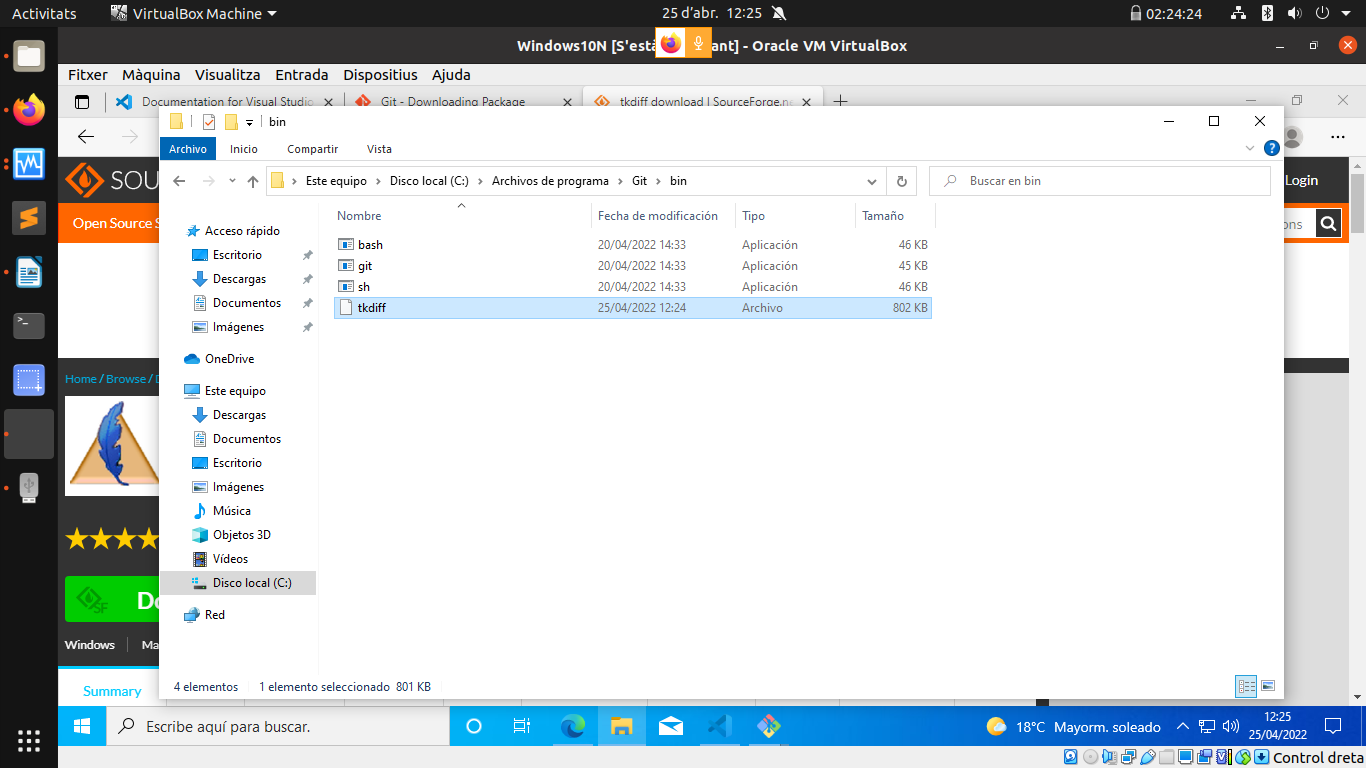 Activitats
VirtualBox Machine
25 d'abr. 12:25
02:24:24
Windows10N [S'està
ant] - Oracle VM VirtualBox
Fitxer Màquina Visualitza Entrada Dispositius Ajuda
Documentation for Visual Studio
Git - Downloading Package
tkdiff download | SourceForge.ne
bin
Archivo Inicio Compartir Vista
Este equipo > Disco local (C:) > Archivos de programa > Git > bin
Buscar en bin
SOU
Login
Open Source S
ons
Nombre Fecha de modificación Tipo Tamaño
bash 20/04/2022 14:33 Aplicación 46 KB
git 20/04/2022 14:33 Aplicación 45 KB
sh 20/04/2022 14:33 Aplicación 46 KB
tkdiff 25/04/2022 12:24 Archivo 802 KB
Acceso rápido
Escritorio
Descargas
Documentos
Imágenes
OneDrive
Este equipo
Descargas
Documentos
Escritorio
Imágenes
Música
Objetos 3D
Vídeos
Disco local (C:)
Red
Home / Browse / D
SF
Do
Windows
Ma
Summary
4 elementos 1 elemento seleccionado 801 KB
Escribe aquí para buscar.
18°C Mayorm. soleado
12:25
25/04/2022
Control dreta